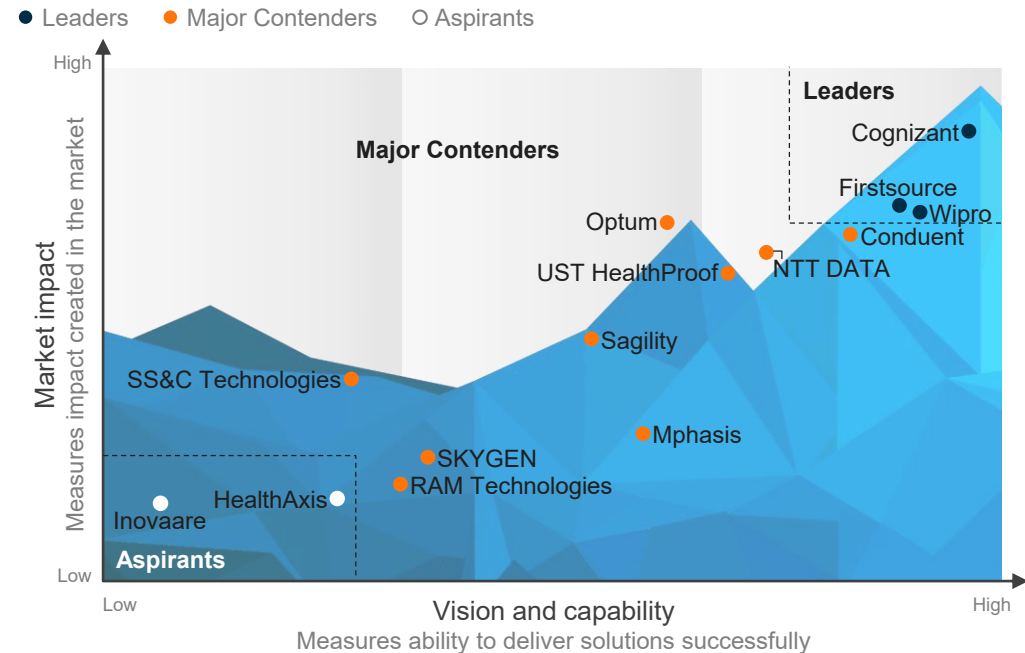 Leaders
Major Contenders
Aspirants
High
Leaders
Cognizant
Major Contenders
Firstsource
Wipro
Optum
Conduent
UST HealthProof
NTT DATA
Sagility
SS&C Technologies
Mphasis
SKYGEN
RAM Technologies
HealthAxis
Inovaare
Aspirants
Market impact
Measures impact created in the market
Low
Low
Vision and capability
High
Measures ability to deliver solutions successfully